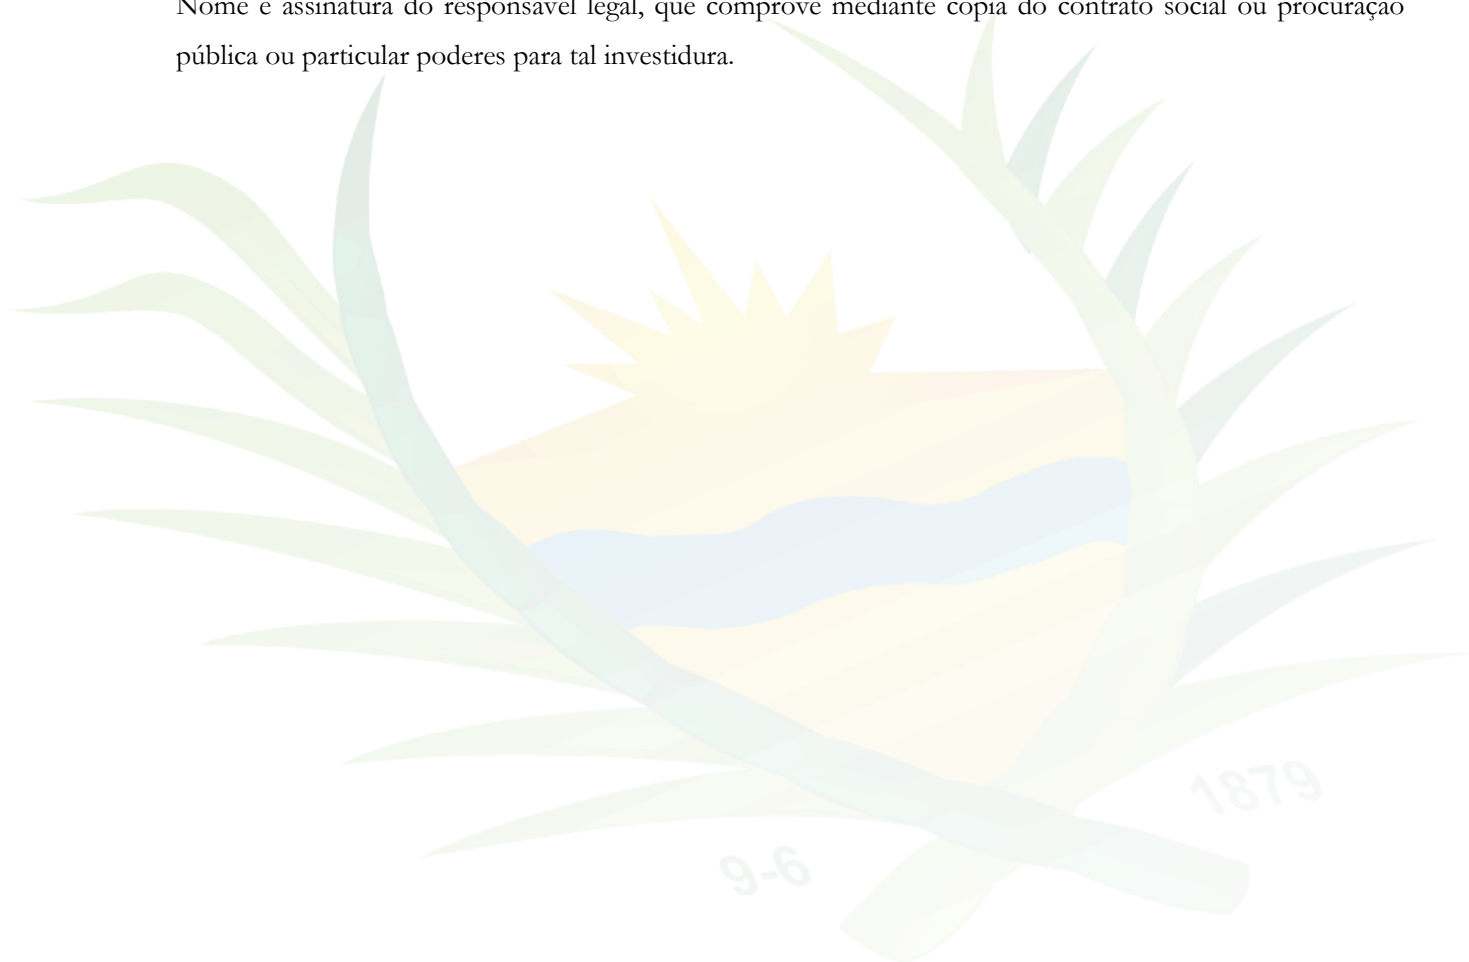 Nome e assinatura do responsável legal, que comprove mediante cópia do contrato social ou procuração
pública ou particular poderes para tal investidura.
1879
9-6